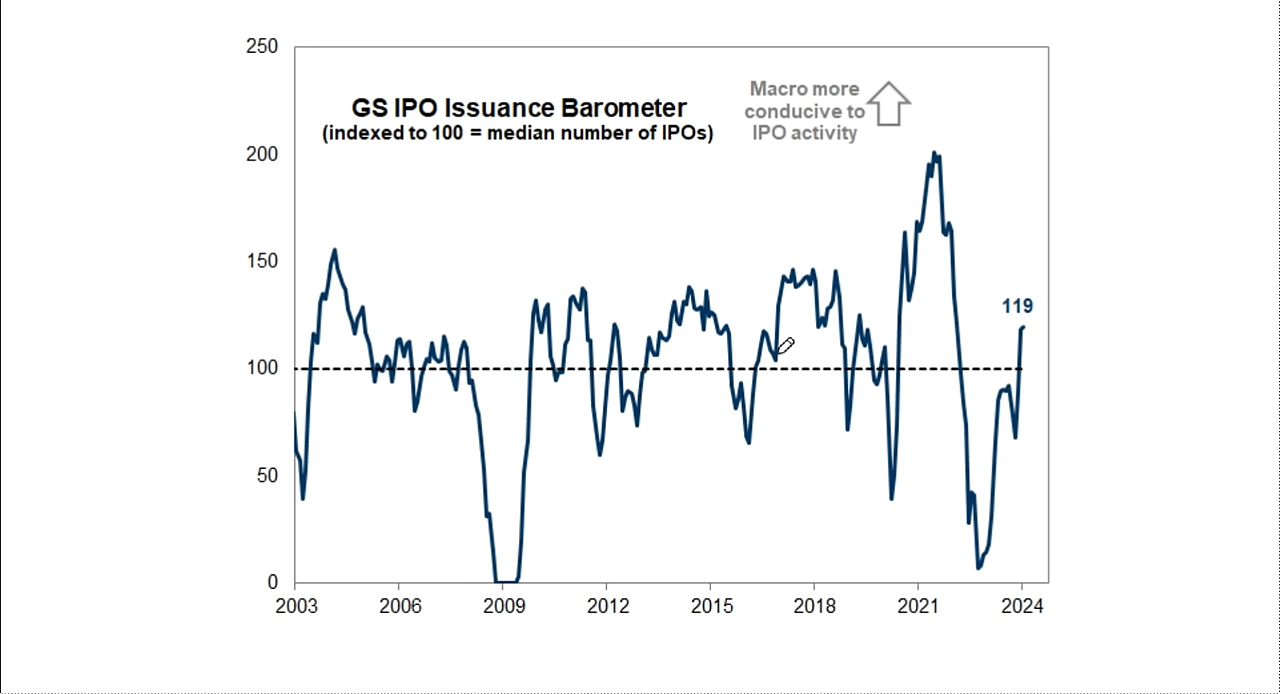 250
GS IPO Issuance Barometer
(indexed to 100 = median number of IPOs)
Macro more
conducive to
IPO activity
200
150
119
100
50
0
2003 2006 2009 2012 2015 2018 2021 2024